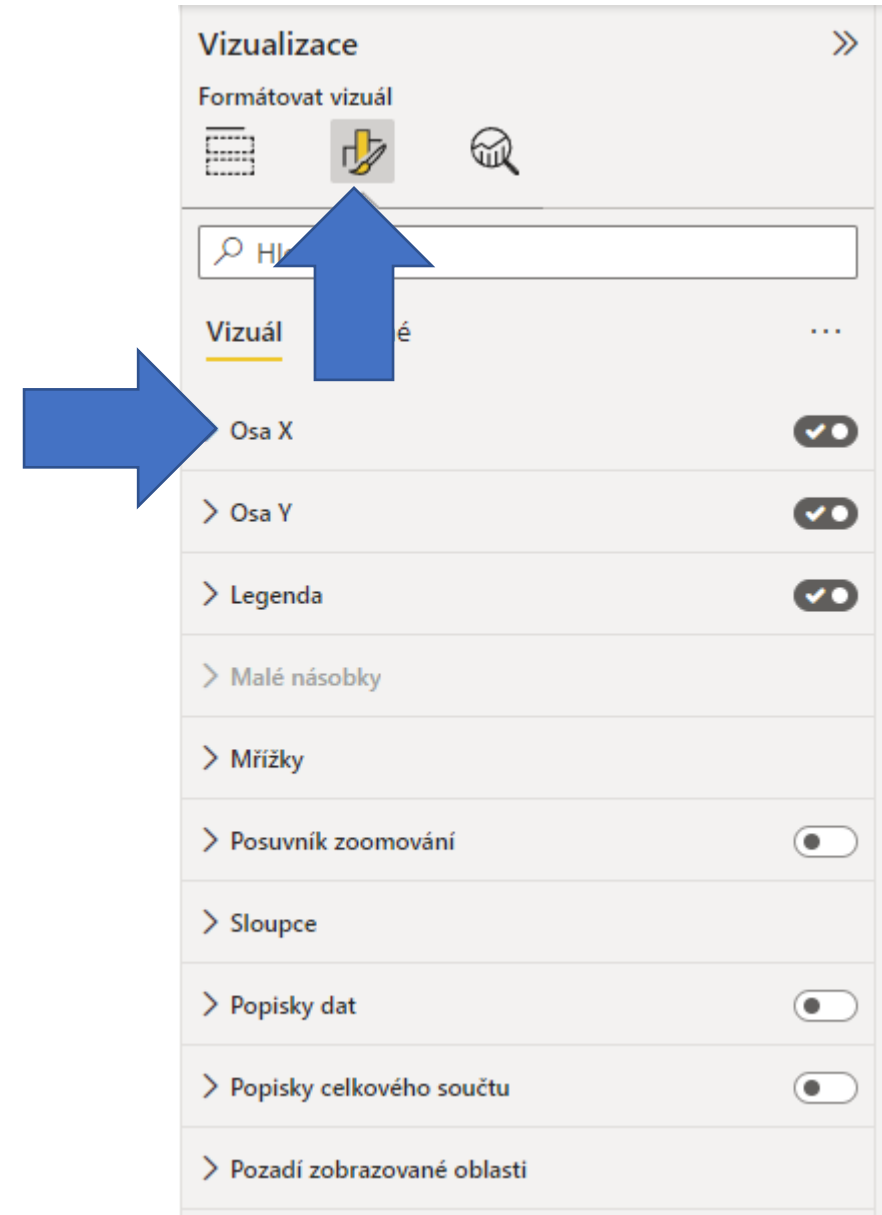 Vizualizace
Formátovat vizuál
Vizuál
Osa X
Osa Y
Legenda
Malé násobky
Mřížky
Posuvník zoomování
Sloupce
Popisky dat
Popisky celkového součtu
Pozadí zobrazované oblasti